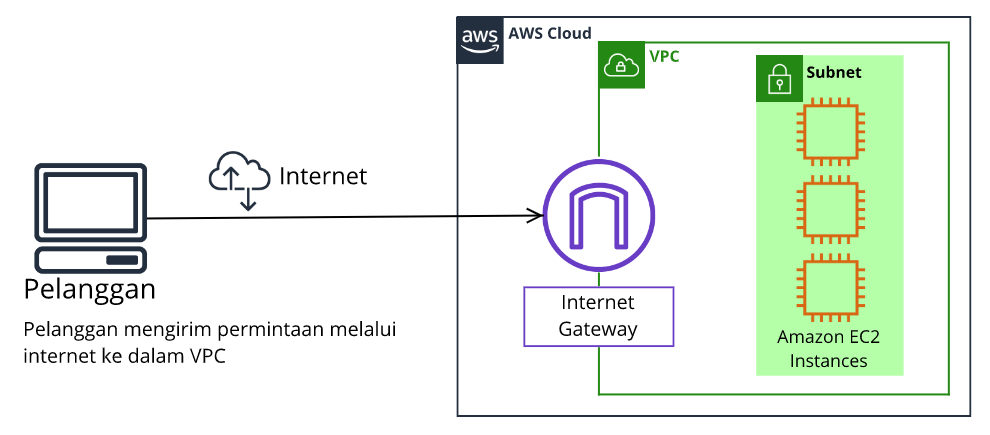 aws
AWS Cloud
VPC
Subnet
Internet
Pelanggan
Pelanggan mengirim permintaan melalui
internet ke dalam VPC
Internet
Gateway
Amazon EC2
Instances